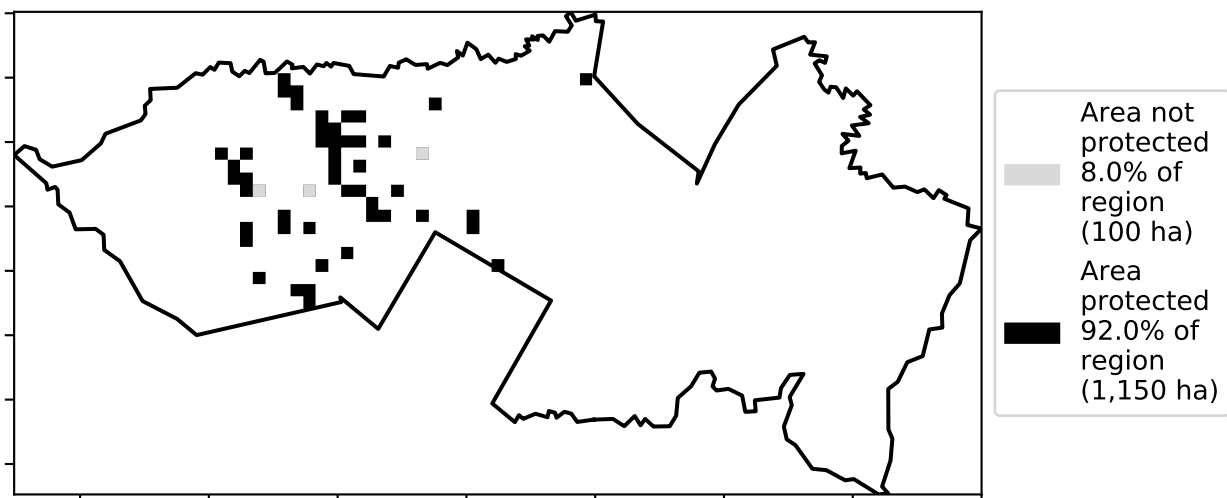 Area not
protected
8.0% of
region
(100 ha)
Area
protected
92.0% of
region
(1,150 ha)